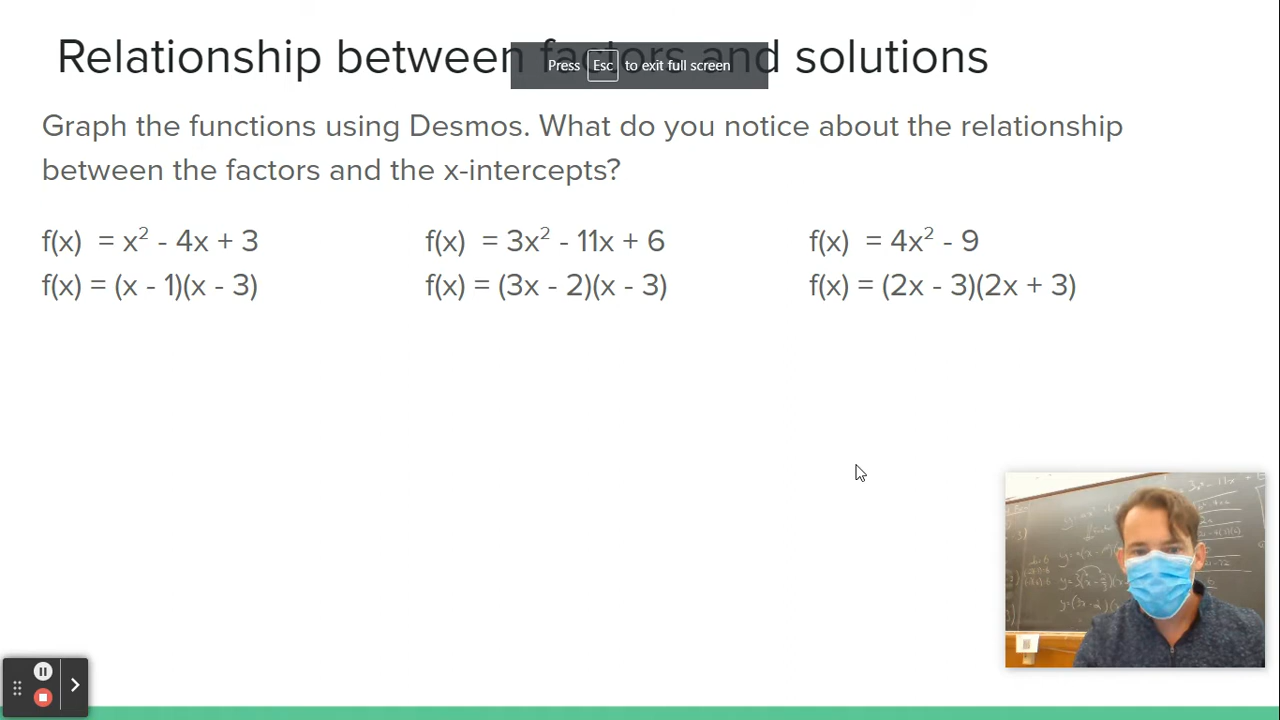 Relationship between factors and solutions
Press Esc to exit full screen
Graph the functions using Desmos. What do you notice about the relationship
between the factors and the x-intercepts?
f(x) = x² - 4x + 3
f(x) = (x - 1)(x - 3)
f(x) = 3x² - 11x + 6
f(x) = (3x - 2)(x - 3)
f(x) = 4x² - 9
f(x) = (2x - 3)(2x + 3)